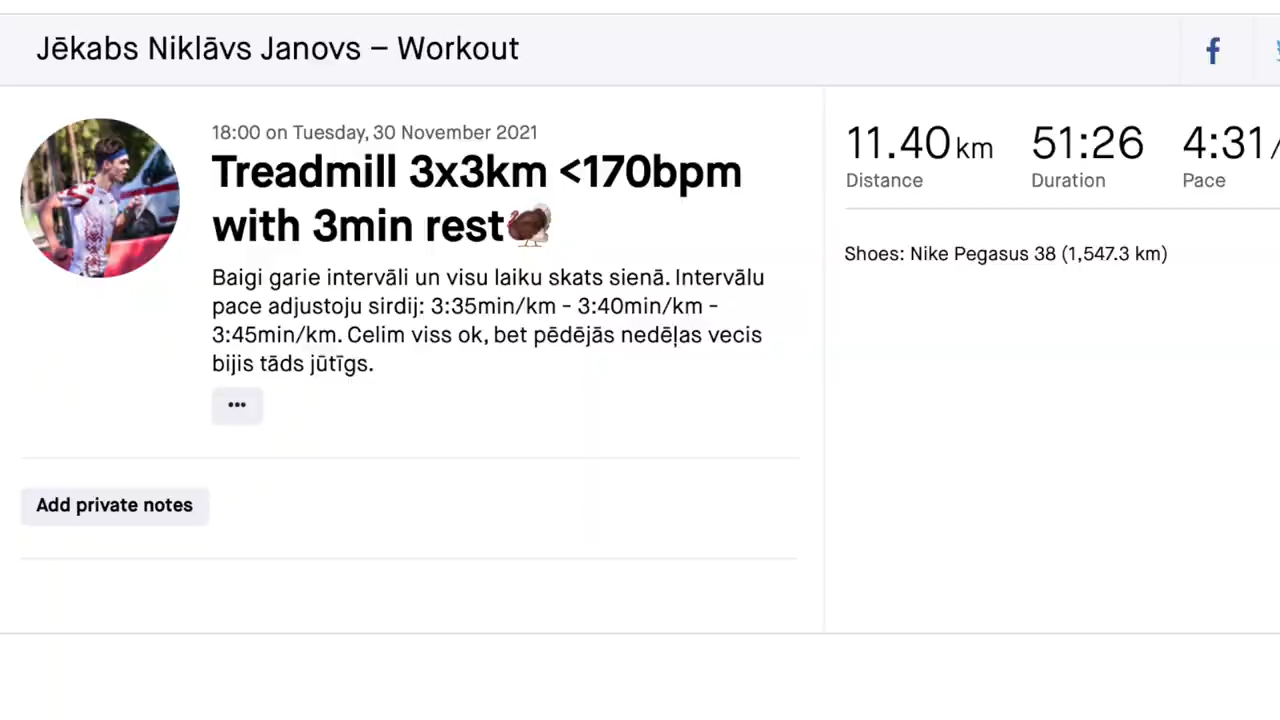 Jēkabs Niklāvs Janovs – Workout
18:00 on Tuesday, 30 November 2021
Treadmill 3x3km <170bpm
with 3min rest🦃
Baigi garie intervāli un visu laiku skats sienā. Intervālu
pace adjustoju sirdij: 3:35min/km - 3:40min/km -
3:45min/km. Celim viss ok, bet pēdējās nedēļas vecis
bijis tāds jūtīgs.
•••
Add private notes
11.40 km 51:26 4:31/
Distance Duration Pace
Shoes: Nike Pegasus 38 (1,547.3 km)